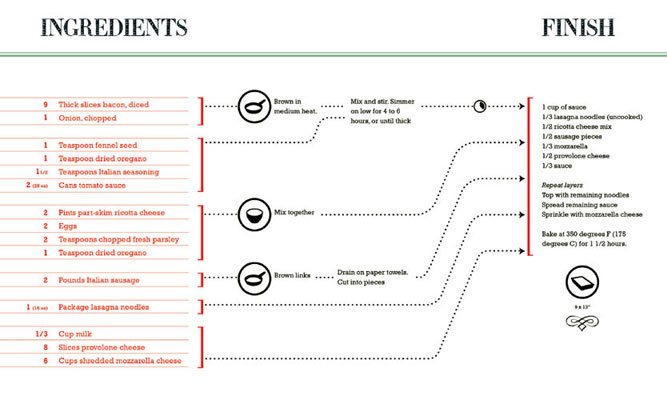 INGREDIENTS
FINISH
9 Thick slices bacon, diced
1 Onion, chopped
1 Teaspoon fennel seed
1 Teaspoon dried oregano
1 1/2 Teaspoons Italian seasoning
2 (28 oz) Cans tomato sauce
2 Pints part-skim ricotta cheese
2 Eggs
2 Teaspoons chopped fresh parsley
1 Teaspoon dried oregano
2 Pounds Italian sausage
1 (16 oz) Package lasagna noodles
1/3 Cup milk
8 Slices provolone cheese
6 Cups shredded mozzarella cheese
Brown in
medium heat.
Mix and stir. Simmer
on low for 4 to 6
hours, or until thick
Mix together
Brown links
Drain on paper towels.
Cut into pieces
1 cup of sauce
1/3 lasagna noodles (uncooked)
1/2 ricotta cheese mix
1/2 sausage pieces
1/3 mozzarella
1/2 provolone cheese
1/3 sauce
Repeat layers
Top with remaining noodles
Spread remaining sauce
Sprinkle with mozzarella cheese
Bake at 350 degrees F (175
degrees C) for 1 1/2 hours.
9 x 13"